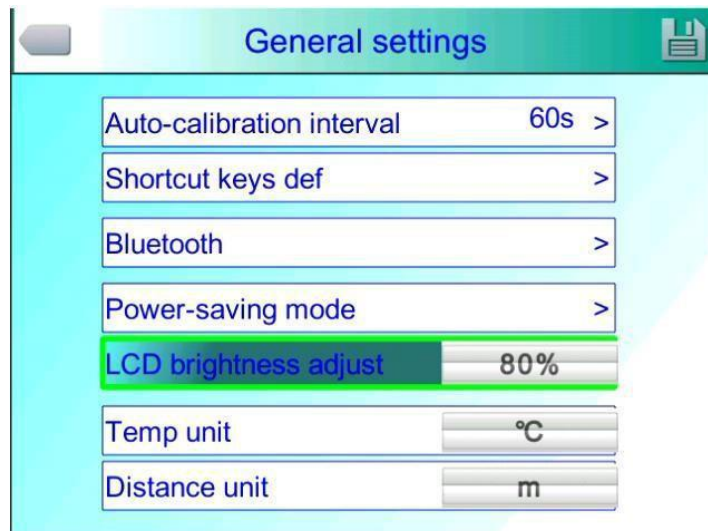 General settings
Auto-calibration interval 60s >
Shortcut keys def >
Bluetooth >
Power-saving mode >
LCD brightness adjust 80%
Temp unit °C
Distance unit m